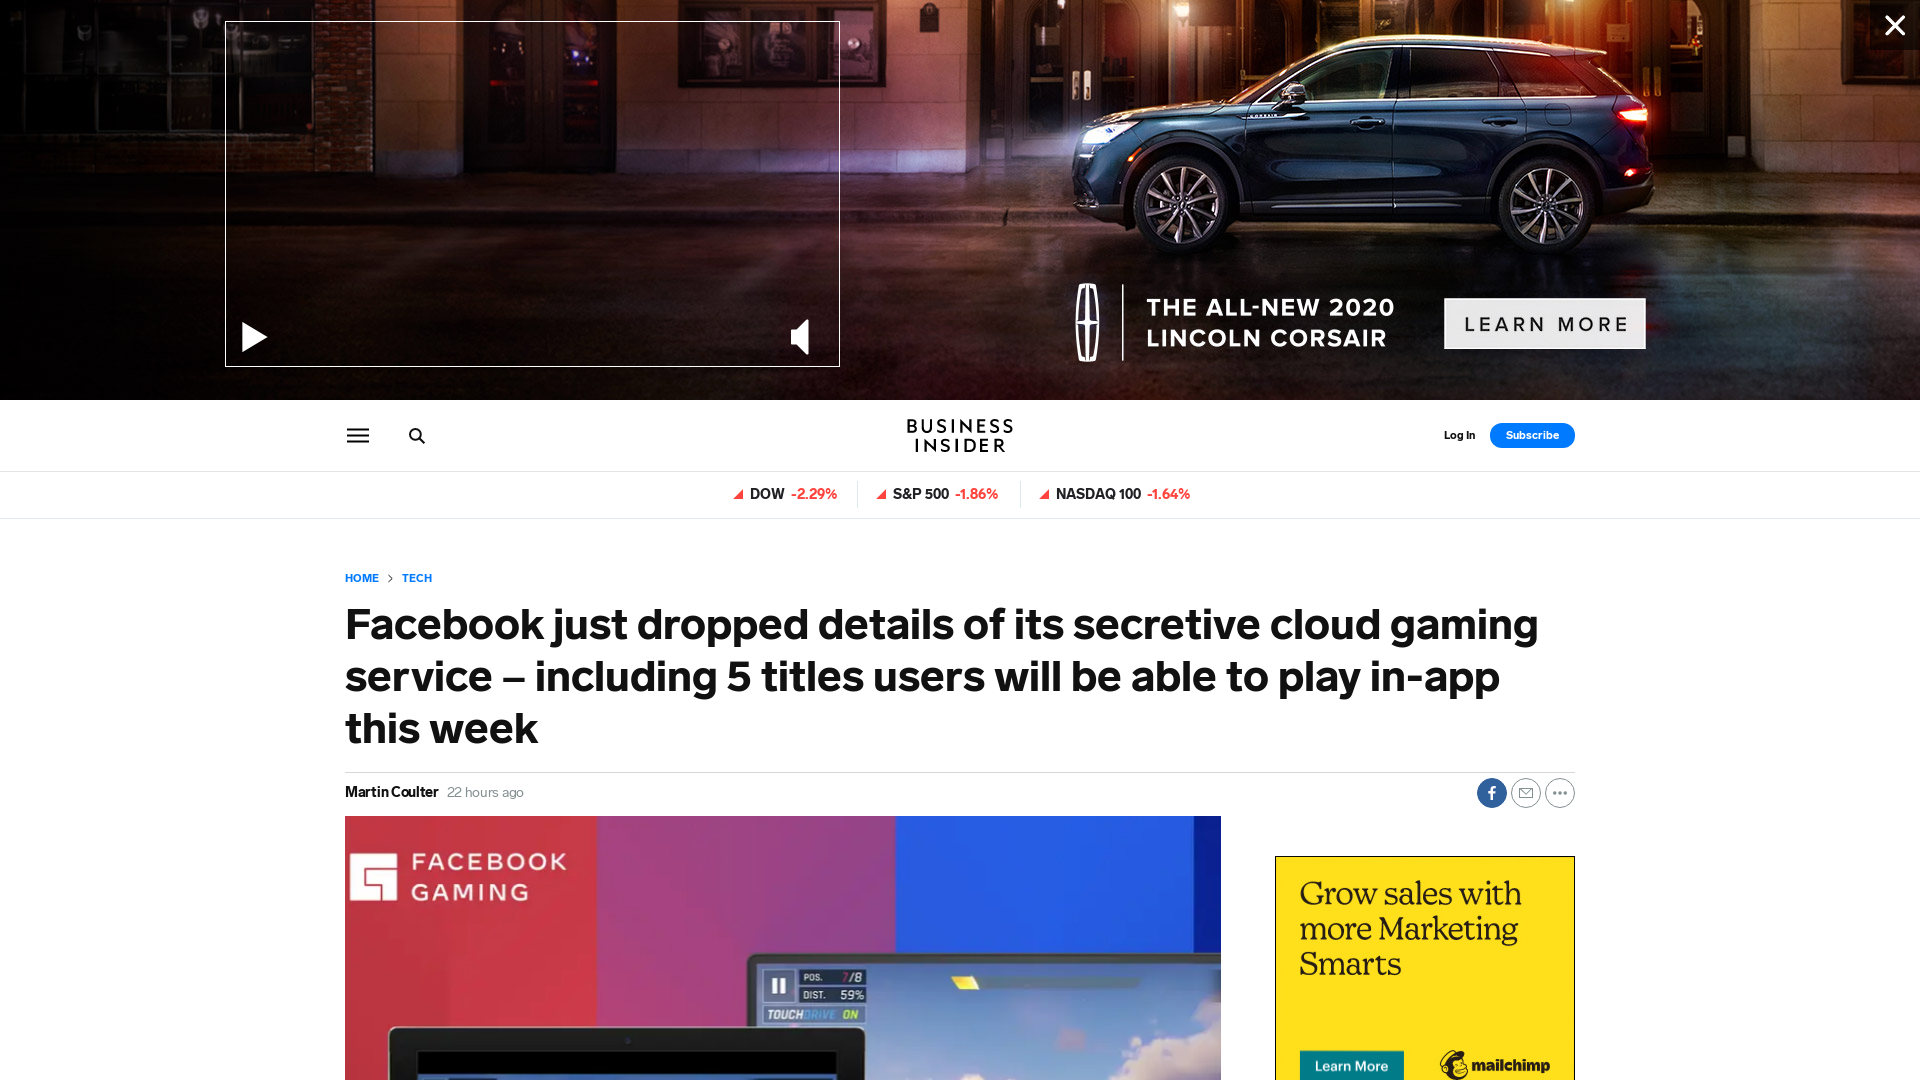 THE ALL-NEW 2020
LINCOLN CORSAIR
LEARN MORE
BUSINESS
INSIDER
Log In
Subscribe
DOW -2.29%
S&P 500 -1.86%
NASDAQ 100 -1.64%
HOME > TECH
Facebook just dropped details of its secretive cloud gaming
service – including 5 titles users will be able to play in-app
this week
Martin Coulter 22 hours ago
FACEBOOK
GAMING
POS. 7/8
DIST. 59%
TOUCHDRIVE ON
Grow sales with
more Marketing
Smarts
Learn More
mailchimp